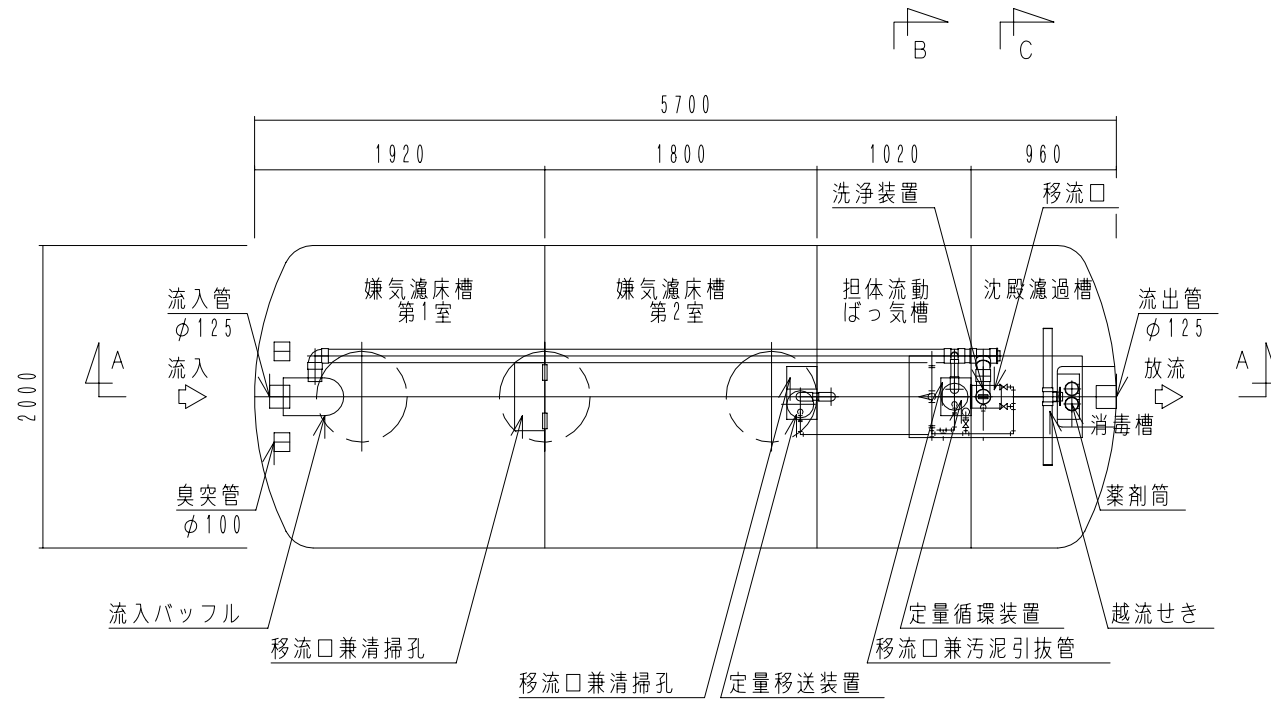 B
C
5700
1920
1800
1020
960
洗浄装置
移流口
嫌気濾床槽
第1室
嫌気濾床槽
第2室
担体流動
ばっ気槽
沈殿濾過槽
流入管
φ125
流出管
φ125
A
流入
放流
A
2000
消毒槽
臭突管
φ100
薬剤筒
流入バッフル
定量循環装置
越流せき
移流口兼清掃孔
移流口兼汚泥引抜管
移流口兼清掃孔
定量移送装置